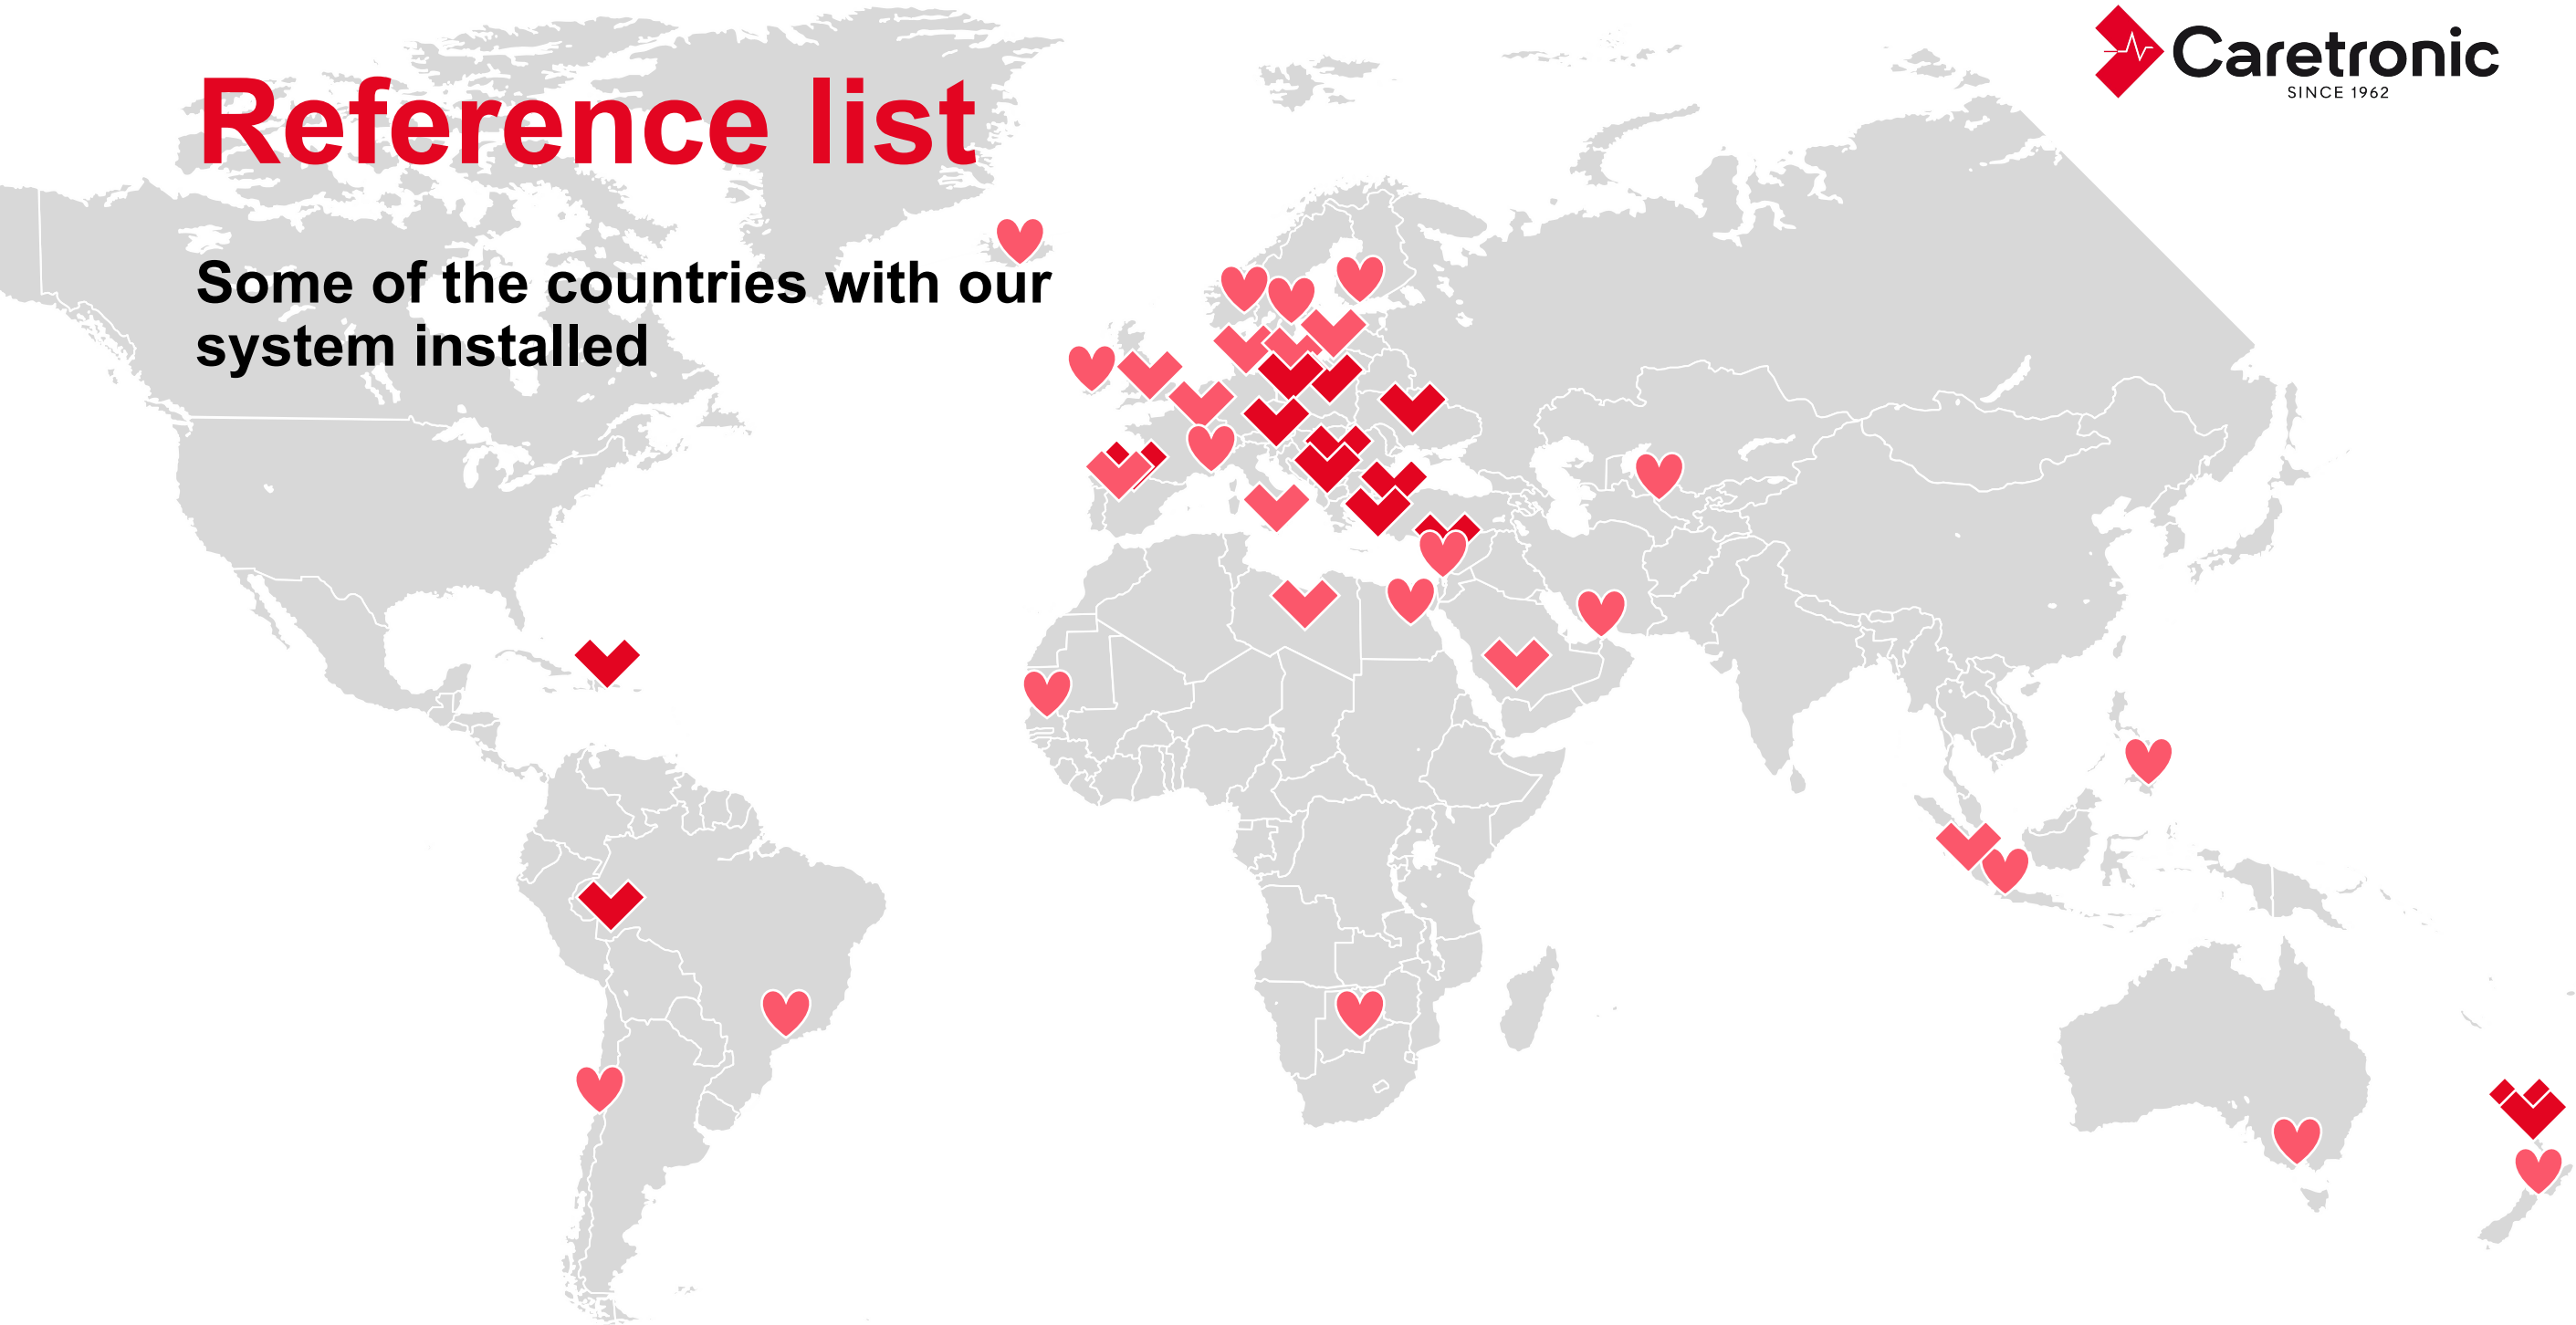 Reference list
Caretronic
SINCE 1962
Some of the countries with our
system installed